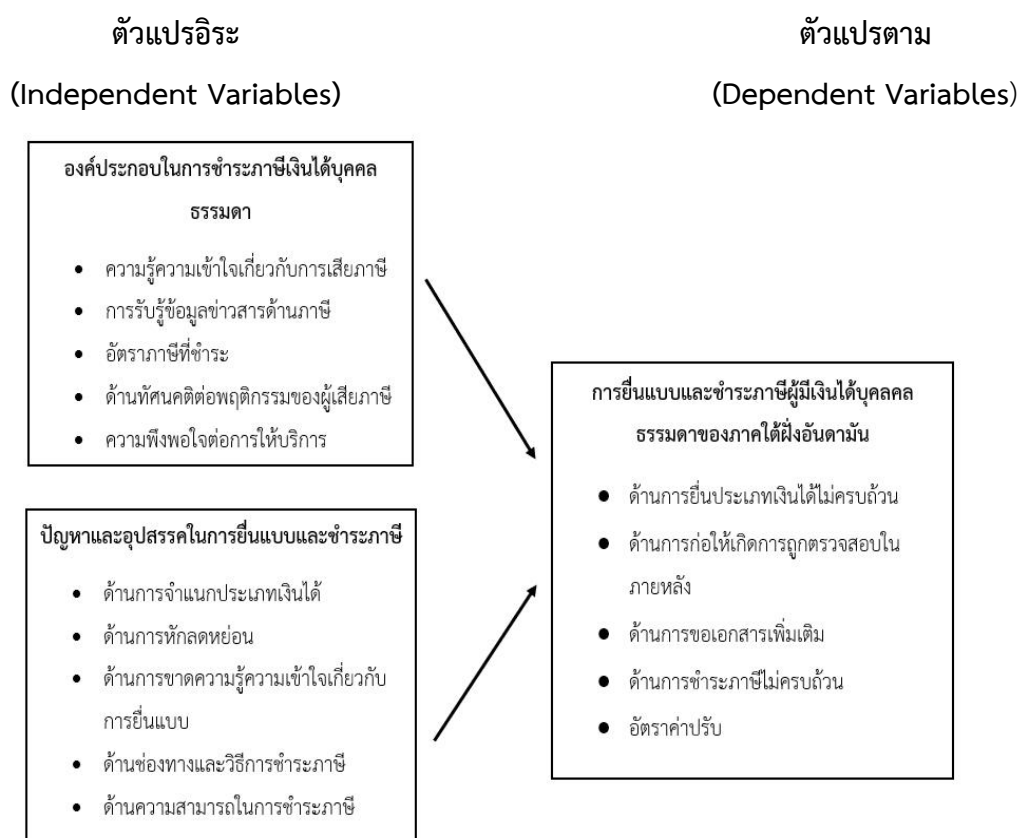 ตัวแปรอิระ
ตัวแปรตาม
(Independent Variables)
(Dependent Variables)
องค์ประกอบในการชำระภาษีเงินได้บุคคล
ธรรมดา
• ความรู้ความเข้าใจเกี่ยวกับการเสียภาษี
• การรับรู้ข้อมูลข่าวสารด้านภาษี
• อัตราภาษีที่ชำระ
• ด้านทัศนคติต่อพฤติกรรมของผู้เสียภาษี
• ความพึงพอใจต่อการให้บริการ
ปัญหาและอุปสรรคในการยื่นแบบและชำระภาษี
• ด้านการจำแนกประเภทเงินได้
• ด้านการหักลดหย่อน
• ด้านการขาดความรู้ความเข้าใจเกี่ยวกับ
การยื่นแบบ
• ด้านช่องทางและวิธีการชำระภาษี
• ด้านความสามารถในการชำระภาษี
การยื่นแบบและชำระภาษีผู้มีเงินได้บุคลคล
ธรรมดาของภาคใต้ฝั่งอันดามัน
• ด้านการยื่นประเภทเงินได้ไม่ครบถ้วน
• ด้านการก่อให้เกิดการถูกตรวจสอบใน
ภายหลัง
• ด้านการขอเอกสารเพิ่มเติม
• ด้านการชำระภาษีไม่ครบถ้วน
• อัตราค่าปรับ